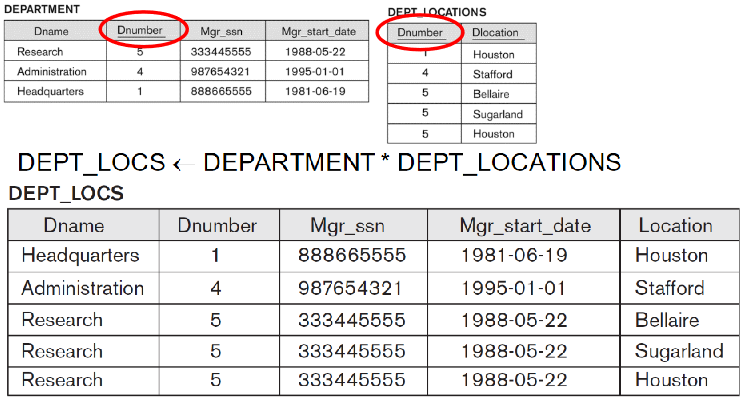 DEPARTMENT
Dname Dnumber Mgr_ssn Mgr_start_date
Research 5 333445555 1988-05-22
Administration 4 987654321 1995-01-01
Headquarters 1 888665555 1981-06-19
DEPT_LOCATIONS
Dnumber Dlocation
1 Houston
4 Stafford
5 Bellaire
5 Sugarland
5 Houston
DEPT_LOCS ← DEPARTMENT * DEPT_LOCATIONS
DEPT_LOCS
Dname Dnumber Mgr_ssn Mgr_start_date Location
Headquarters 1 888665555 1981-06-19 Houston
Administration 4 987654321 1995-01-01 Stafford
Research 5 333445555 1988-05-22 Bellaire
Research 5 333445555 1988-05-22 Sugarland
Research 5 333445555 1988-05-22 Houston